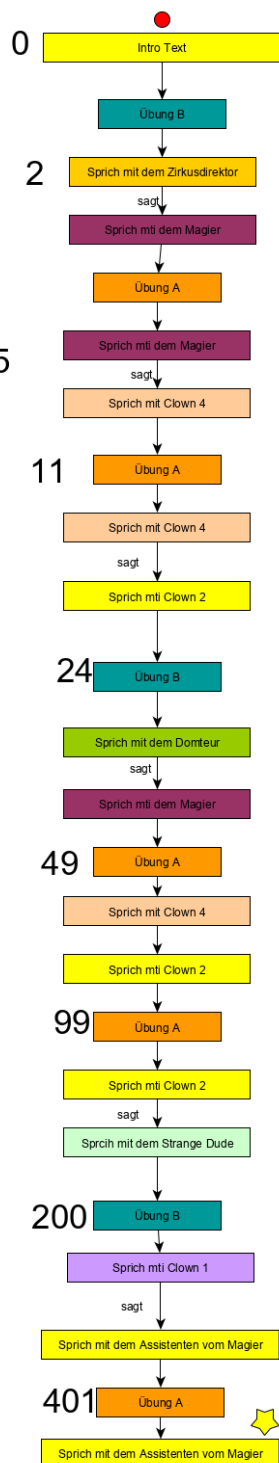 0
Intro Text
Übung B
2
Sprich mit dem Zirkusdirektor
sagt
Sprich mti dem Magier
Übung A
5
Sprich mti dem Magier
sagt
Sprich mit Clown 4
11
Übung A
Sprich mit Clown 4
sagt
Sprich mti Clown 2
24
Übung B
Sprich mit dem Domteur
sagt
Sprich mti dem Magier
49
Übung A
Sprich mit Clown 4
Sprich mti Clown 2
99
Übung A
Sprich mti Clown 2
sagt
Sprcih mit dem Strange Dude
200
Übung B
Sprich mti Clown 1
sagt
Sprich mit dem Assistenten vom Magier
401
Übung A
Sprich mit dem Assistenten vom Magier